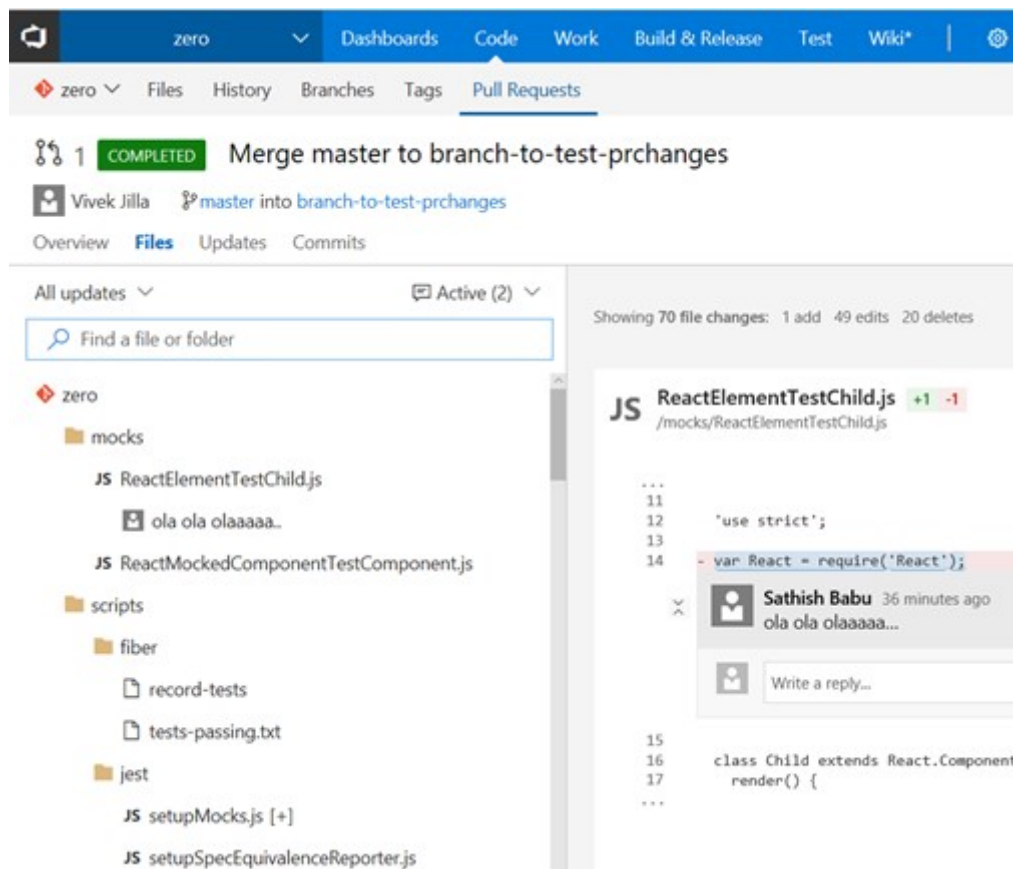 zero Dashboards Code Work Build & Release Test Wiki*
zero Files History Branches Tags Pull Requests
1 COMPLETED Merge master to branch-to-test-prchanges
Vivek Jilla master into branch-to-test-prchanges
Overview Files Updates Commits
All updates Active (2)
Find a file or folder
zero
mocks
JS ReactElementTestChild.js
ola ola olaaaaa..
JS ReactMockedComponentTestComponent.js
scripts
fiber
record-tests
tests-passing.txt
jest
JS setupMocks.js [+]
JS setupSpecEquivalenceReporter.js
Showing 70 file changes: 1 add 49 edits 20 deletes
JS ReactElementTestChild.js +1 -1
/mocks/ReactElementTestChild.js
...
11
12 'use strict';
13
14 - var React = require('React');
Sathish Babu 36 minutes ago
ola ola olaaaaa...
Write a reply...
15
16 class Child extends React.Component
17 render() {
...